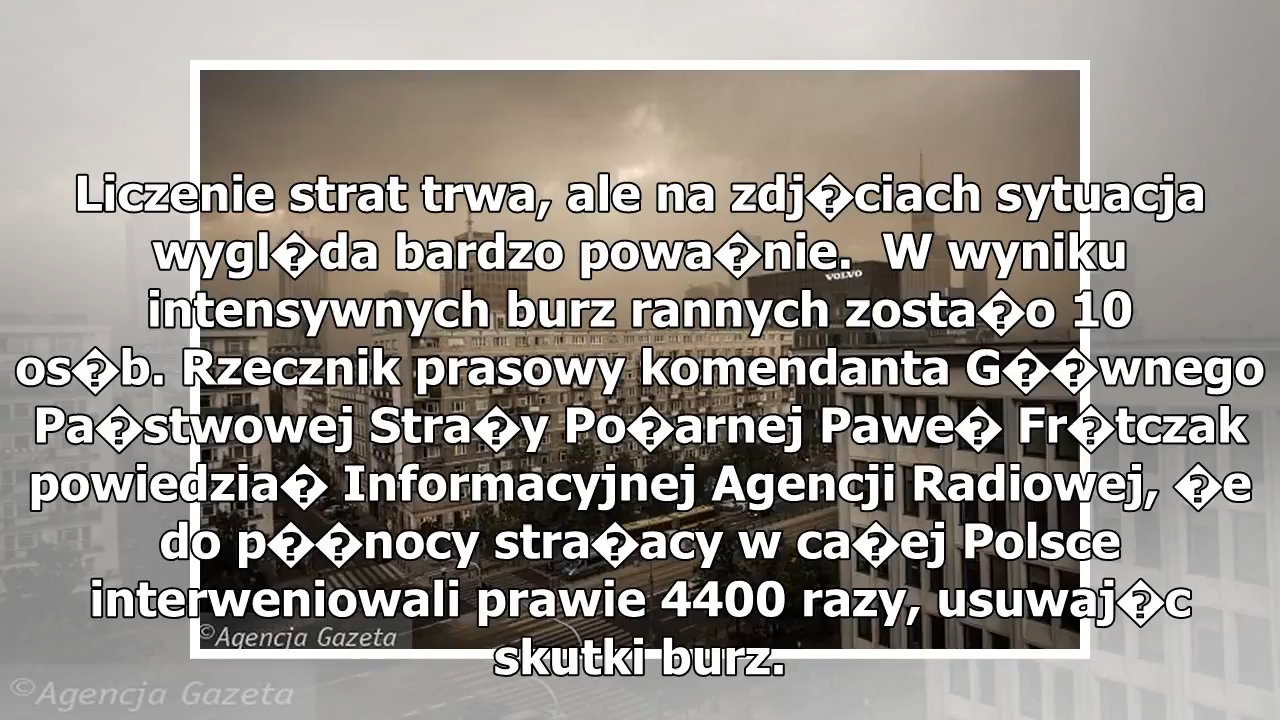 Liczenie strat trwa, ale na zdj�ciach sytuacja
wygl�da bardzo powa�nie.  W wyniku
VOLVO
intensywnych burz rannych zosta�o 10
os�b. Rzecznik prasowy komendanta G��wnego
Pa�stwowej Stra�y Po�arnej Pawe� Fr�tczak
powiedzia� Informacyjnej Agencji Radiowej, �e
do p��nocy stra�acy w ca�ej Polsce
interweniowali prawie 4400 razy, usuwaj�c
©Agencja Gazeta
skutki burz.
©Agencja Gazeta